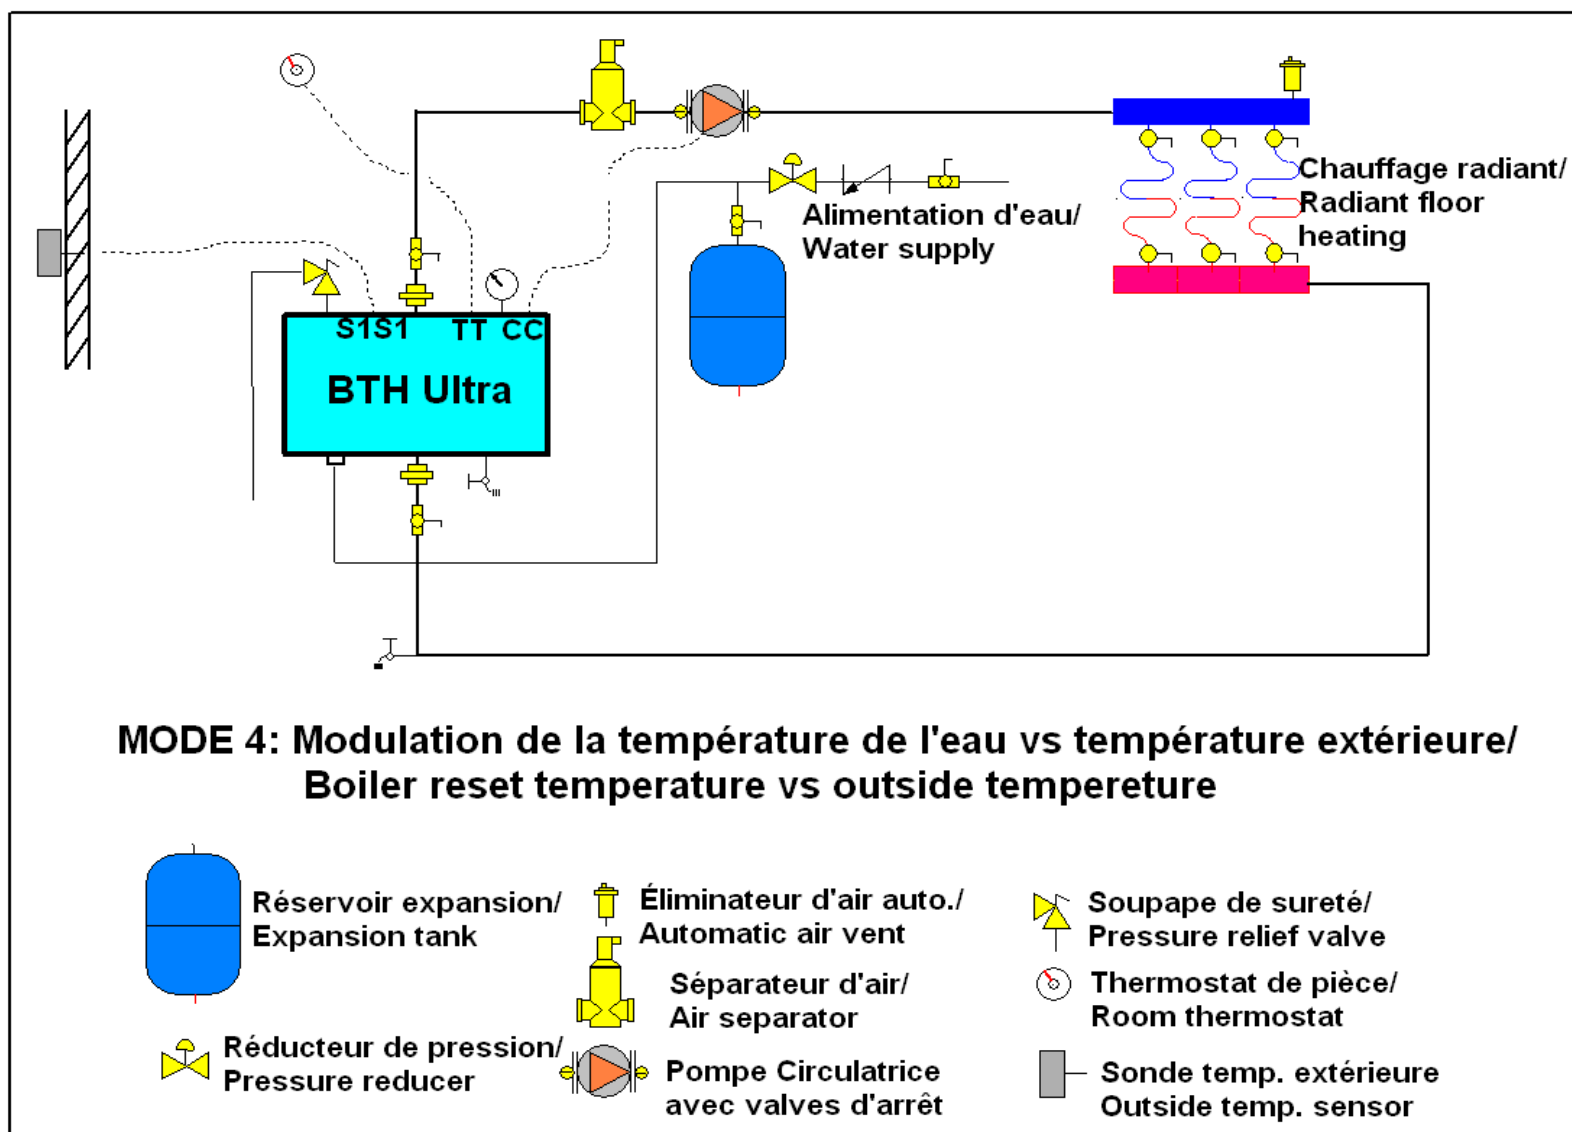 Chauffage radiant/
Radiant floor
heating
Alimentation d'eau/
Water supply
S1S1 TT CC
BTH Ultra
MODE 4: Modulation de la température de l'eau vs température extérieure/
Boiler reset temperature vs outside tempereture
Réservoir expansion/
Expansion tank
Réducteur de pression/
Pressure reducer
Éliminateur d'air auto./
Automatic air vent
Séparateur d'air/
Air separator
Pompe Circulatrice
avec valves d'arrêt
Soupape de sureté/
Pressure relief valve
Thermostat de pièce/
Room thermostat
Sonde temp. extérieure
Outside temp. sensor